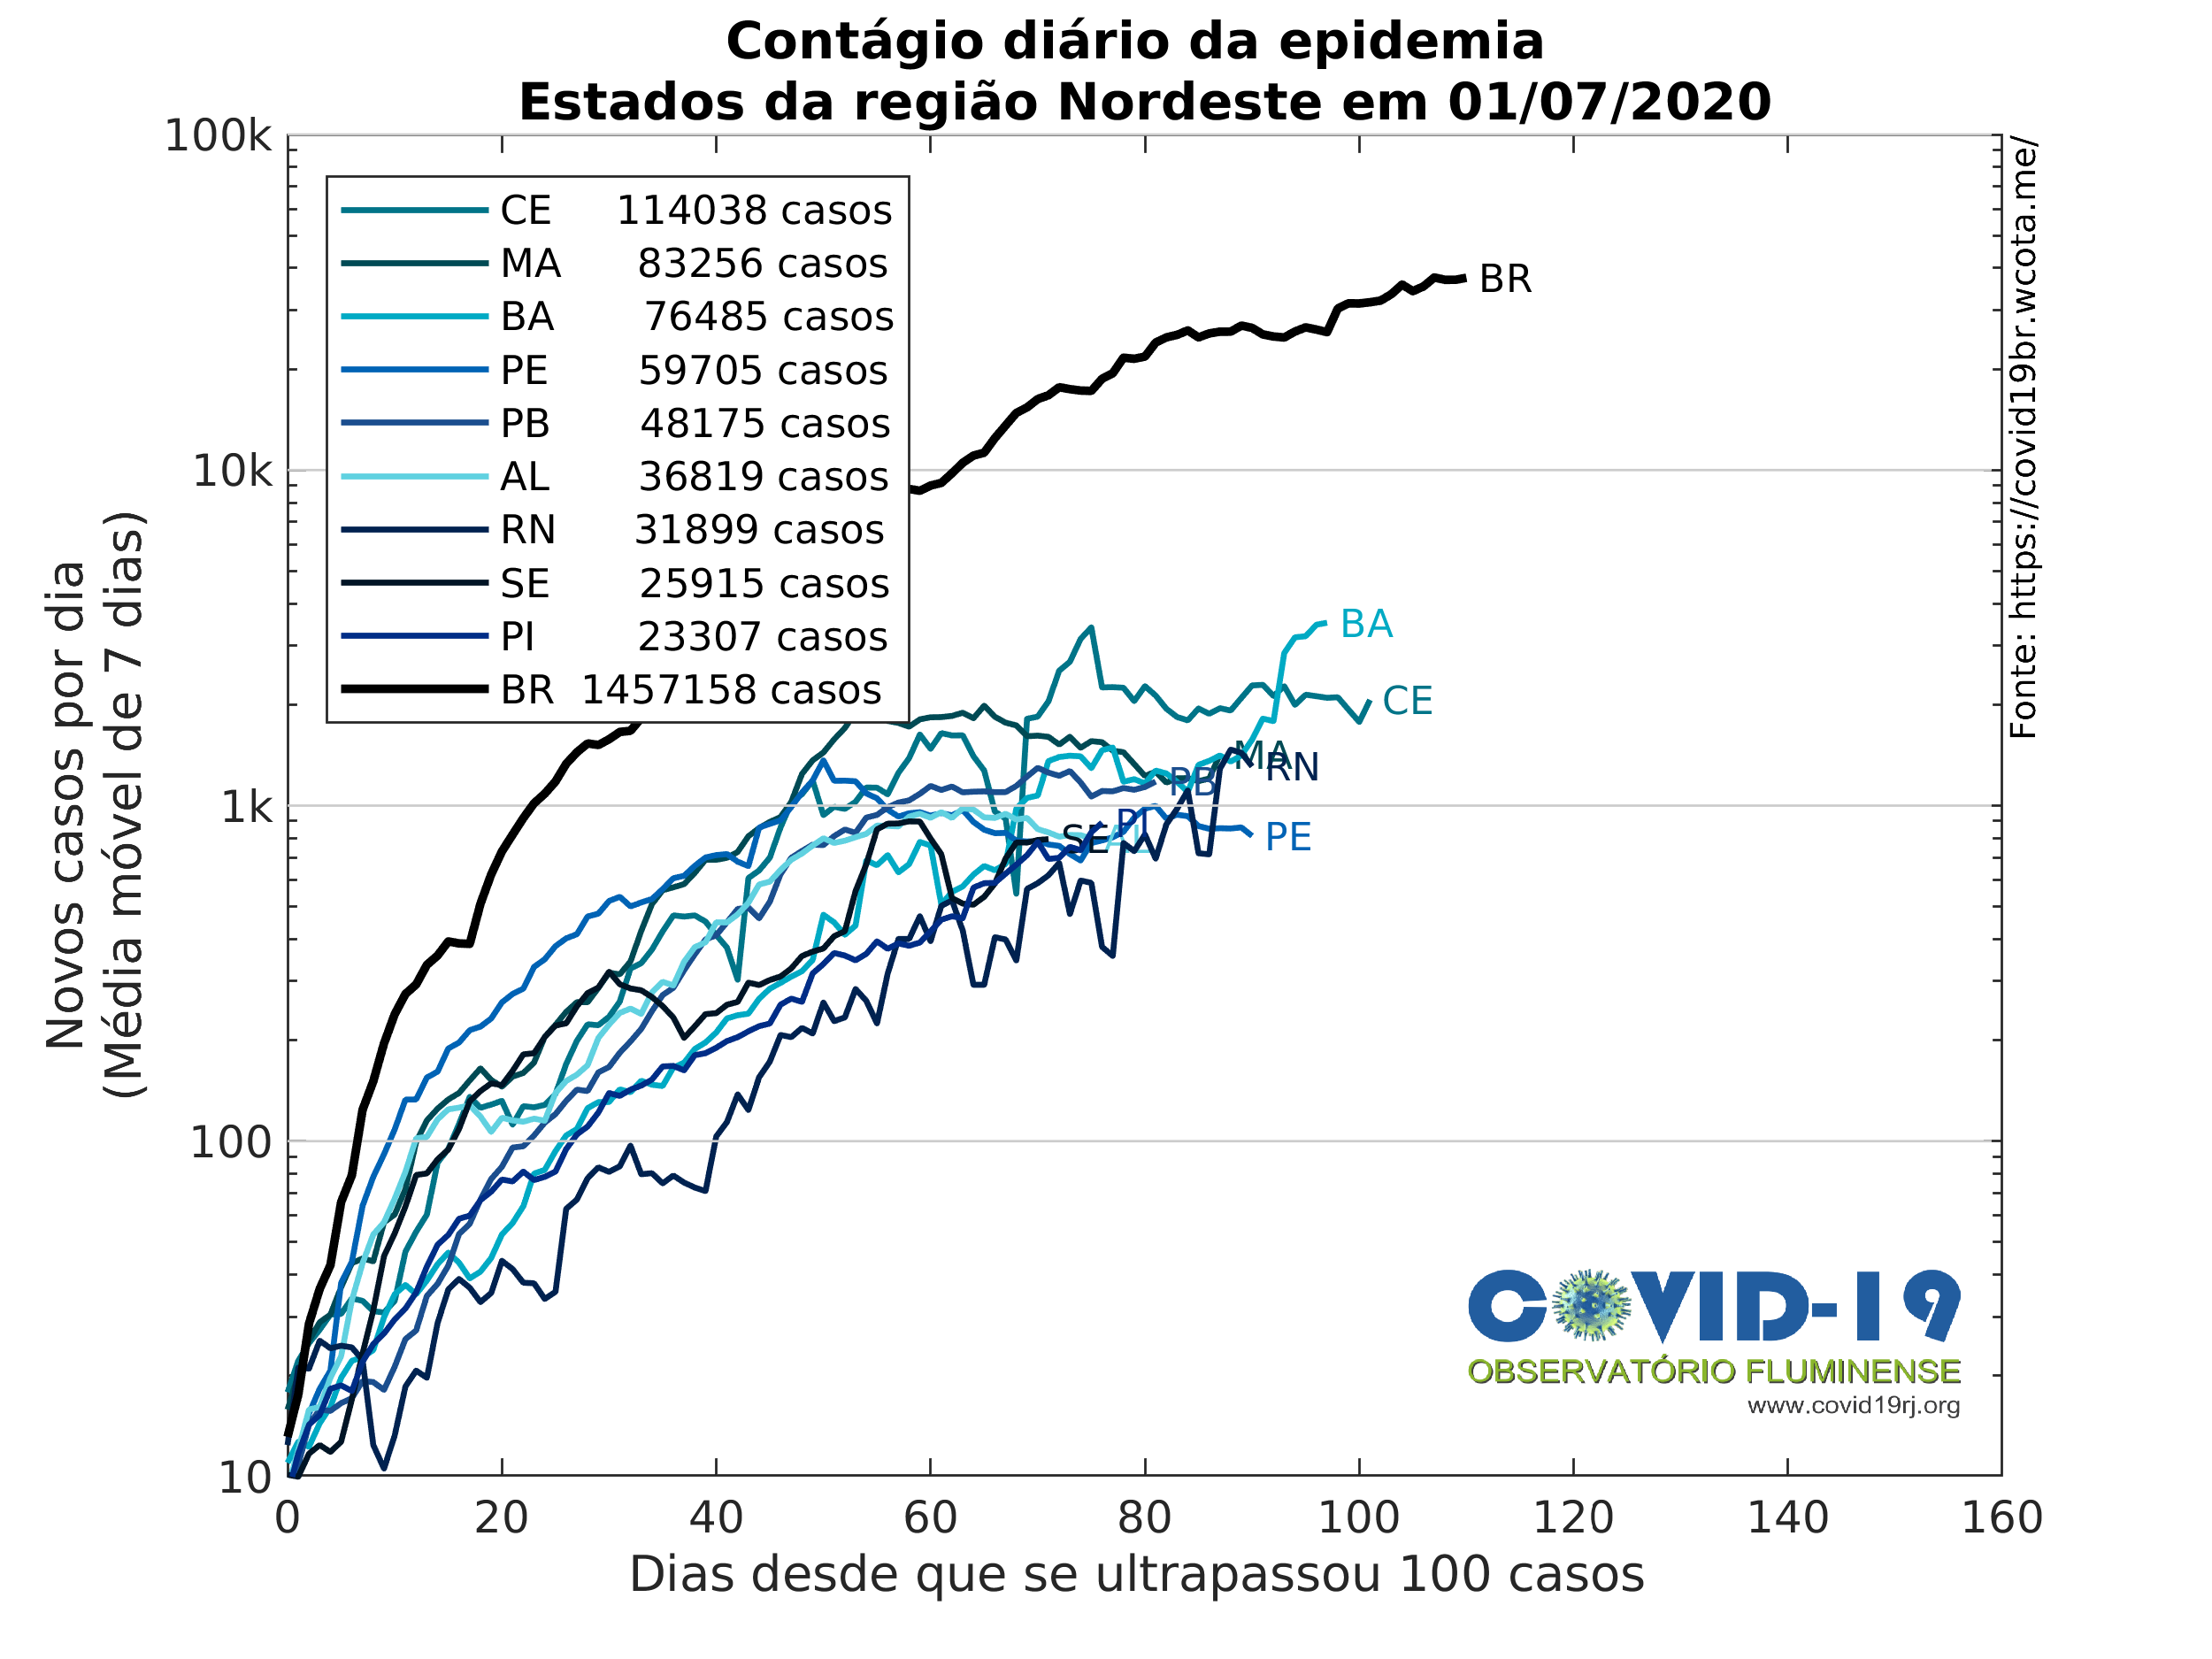 Contágio diário da epidemia
Estados da região Nordeste em 01/07/2020
100k
10k
1k
100
10
Novos casos por dia
(Média móvel de 7 dias)
CE 114038 casos
MA 83256 casos
BA 76485 casos
PE 59705 casos
PB 48175 casos
AL 36819 casos
RN 31899 casos
SE 25915 casos
PI 23307 casos
BR 1457158 casos
BR
BA
CE
MA
RN
PB
PI
SE
AL
PE
Fonte: https://covid19br.wcota.me/
COVID-19
OBSERVATÓRIO FLUMINENSE
www.covid19rj.org
0 20 40 60 80 100 120 140 160
Dias desde que se ultrapassou 100 casos